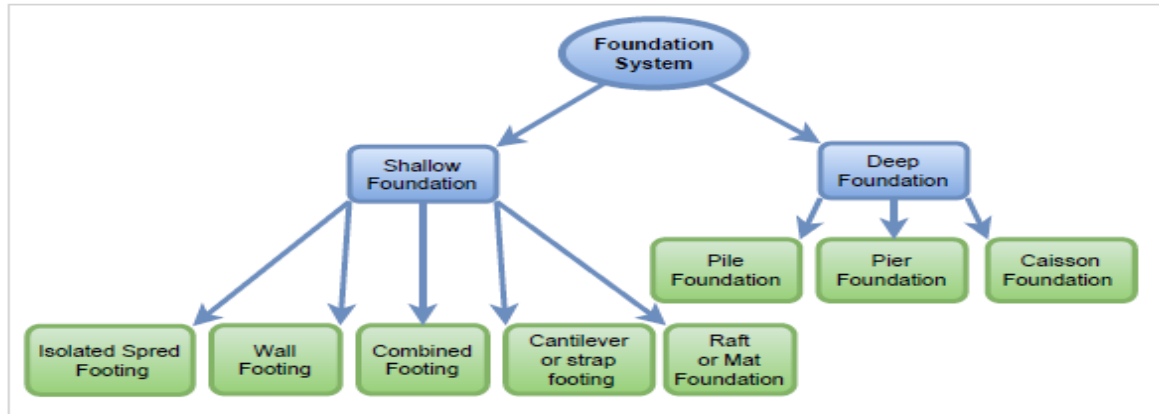 Foundation
System
Shallow
Foundation
Deep
Foundation
Pile
Foundation
Pier
Foundation
Caisson
Foundation
Isolated Spred
Footing
Wall
Footing
Combined
Footing
Cantilever
or strap
footing
Raft
or Mat
Foundation